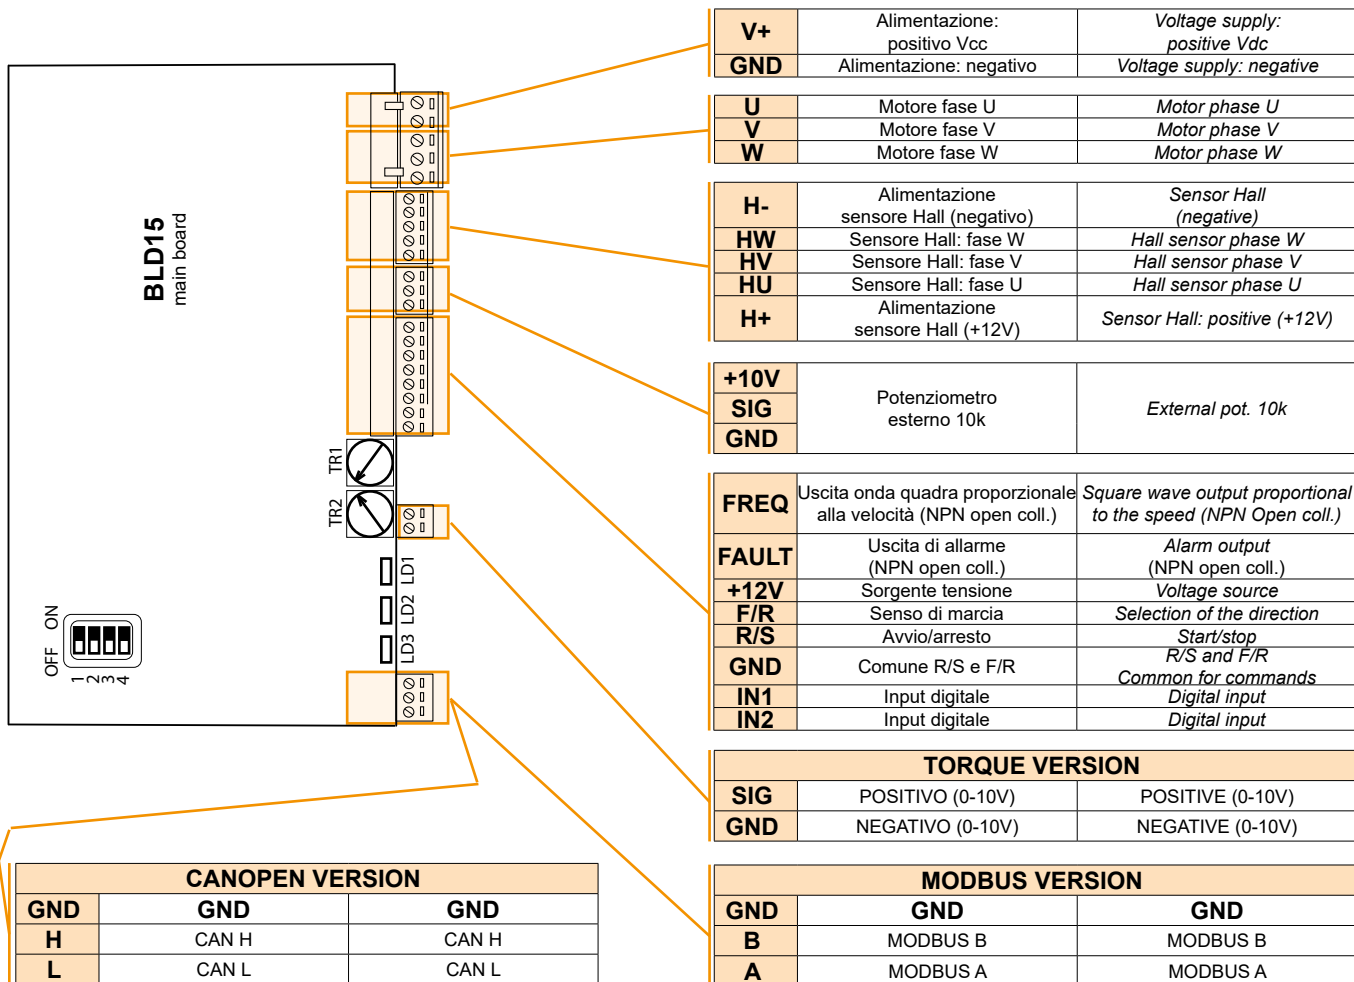 V+ Alimentazione: Voltage supply:
positivo Vcc positive Vdc
GND Alimentazione: negativo Voltage supply: negative
U Motore fase U Motor phase U
V Motore fase V Motor phase V
W Motore fase W Motor phase W
H- Alimentazione Sensor Hall
sensore Hall (negativo) (negative)
HW Sensore Hall: fase W Hall sensor phase W
HV Sensore Hall: fase V Hall sensor phase V
HU Sensore Hall: fase U Hall sensor phase U
H+ Alimentazione Sensor Hall: positive (+12V)
sensore Hall (+12V)
+10V
SIG Potenziometro External pot. 10k
esterno 10k
GND
FREQ Uscita onda quadra proporzionale Square wave output proportional
alla velocità (NPN open coll.) to the speed (NPN Open coll.)
FAULT Uscita di allarme Alarm output
(NPN open coll.) (NPN open coll.)
+12V Sorgente tensione Voltage source
F/R Senso di marcia Selection of the direction
R/S Avvio/arresto Start/stop
GND Comune R/S e F/R R/S and F/R
Common for commands
IN1 Input digitale Digital input
IN2 Input digitale Digital input
TORQUE VERSION
SIG POSITIVO (0-10V) POSITIVE (0-10V)
GND NEGATIVO (0-10V) NEGATIVE (0-10V)
MODBUS VERSION
GND GND GND
B MODBUS B MODBUS B
A MODBUS A MODBUS A
BLD15
main board
TR1
TR2
LD1
LD2
LD3
OFF ON
1
2
3
4
CANOPEN VERSION
GND GND GND
H CAN H CAN H
L CAN L CAN L